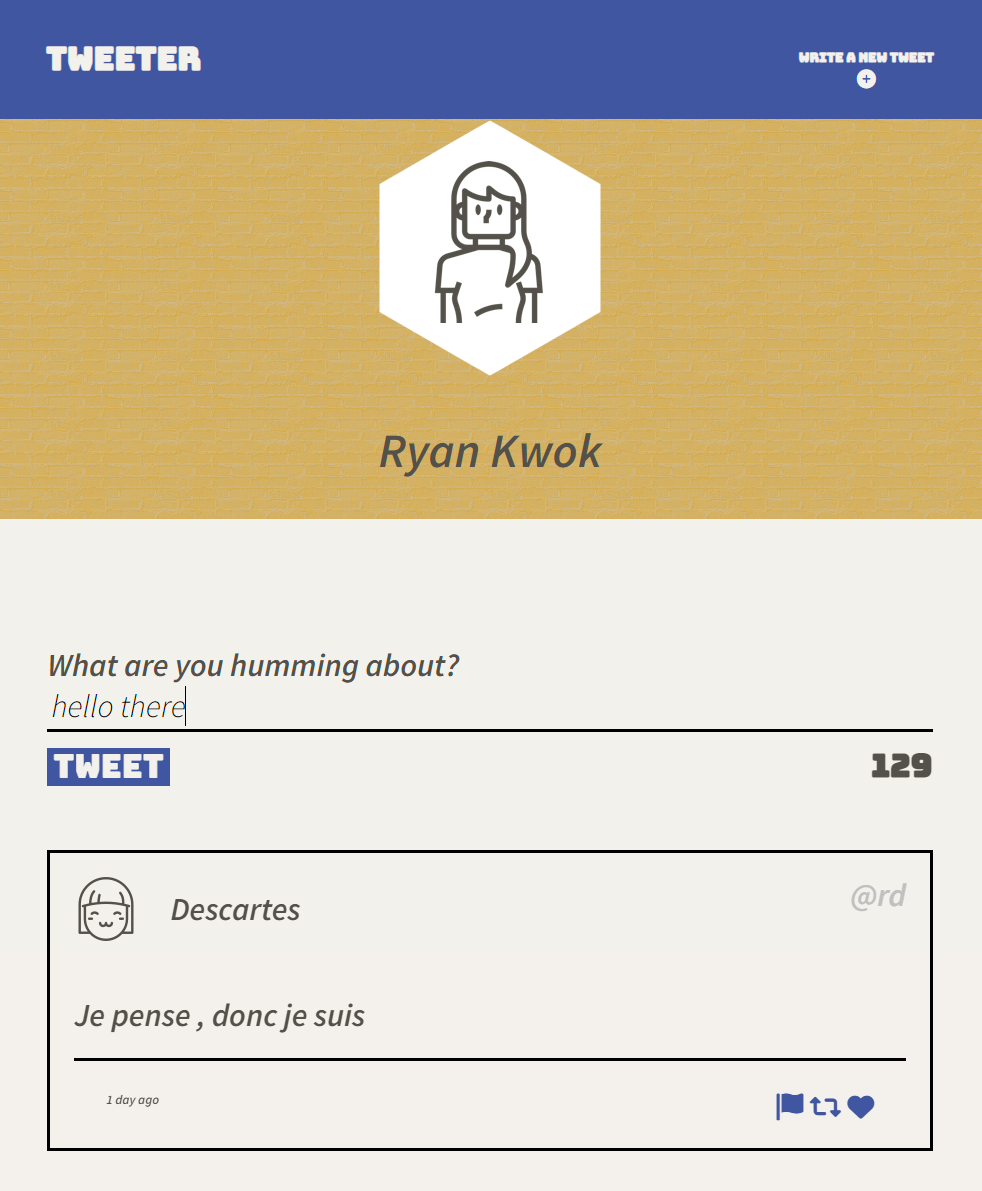 TWEETER
WRITE A NEW TWEET
Ryan Kwok
What are you humming about?
hello there
TWEET 129
Descartes @rd
Je pense , donc je suis
1 day ago